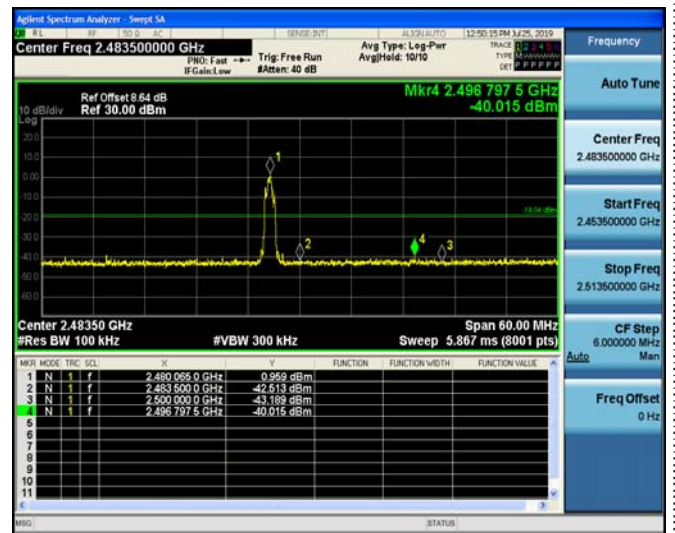 Agilent Spectrum Analyzer - Swept SA
RL RF 50 Ω AC SENSE:INT ALIGN AUTO 12:50:15 PM Jul 25, 2019
Center Freq 2.483500000 GHz
PNO: Fast
IFGain:Low
Trig: Free Run
#Atten: 40 dB
Avg Type: Log-Pwr
Avg|Hold: 10/10
TRACE 1 2 3 4 5 6
TYPE
DET P P P P P P
Ref Offset 8.64 dB
Ref 30.00 dBm
10 dB/div
Log
Mkr4 2.496 797 5 GHz
-40.015 dBm
20.0
10.0
0.00
-10.0
-20.0
-30.0
-40.0
-50.0
-60.0
1
2
4
3
-19.04 dBm
Center 2.48350 GHz
#Res BW 100 kHz
#VBW 300 kHz
Span 60.00 MHz
Sweep 5.867 ms (8001 pts)
MKR MODE TRC SCL X Y FUNCTION FUNCTION WIDTH FUNCTION VALUE
1 N 1 f 2.480 065 0 GHz 0.959 dBm
2 N 1 f 2.483 500 0 GHz -42.513 dBm
3 N 1 f 2.500 000 0 GHz -43.189 dBm
4 N 1 f 2.496 797 5 GHz -40.015 dBm
5
6
7
8
9
10
11
MSG STATUS
Frequency
Auto Tune
Center Freq
2.483500000 GHz
Start Freq
2.453500000 GHz
Stop Freq
2.513500000 GHz
CF Step
6.000000 MHz
Auto Man
Freq Offset
0 Hz